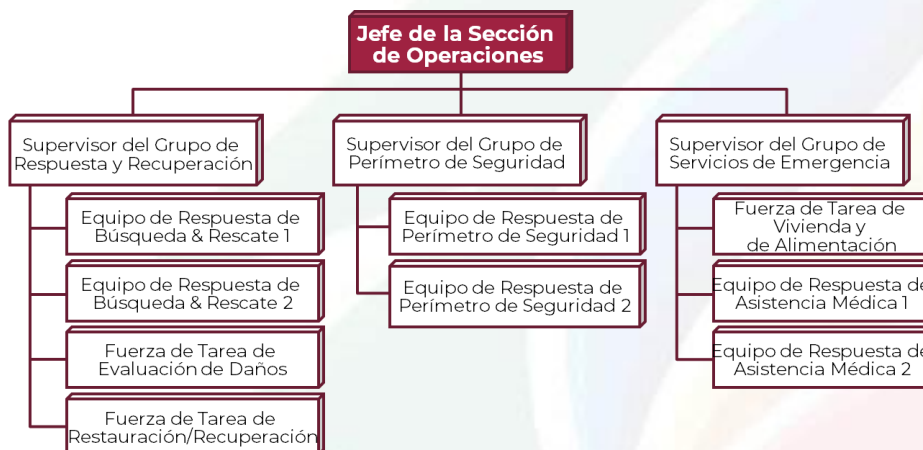 Jefe de la Sección
de Operaciones
Supervisor del Grupo de
Respuesta y Recuperación
Equipo de Respuesta de
Búsqueda & Rescate 1
Equipo de Respuesta de
Búsqueda & Rescate 2
Fuerza de Tarea de
Evaluación de Daños
Fuerza de Tarea de
Restauración/Recuperación
Supervisor del Grupo de
Perímetro de Seguridad
Equipo de Respuesta de
Perímetro de Seguridad 1
Equipo de Respuesta de
Perímetro de Seguridad 2
Supervisor del Grupo de
Servicios de Emergencia
Fuerza de Tarea de
Vivienda y
de Alimentación
Equipo de Respuesta de
Asistencia Médica 1
Equipo de Respuesta de
Asistencia Médica 2